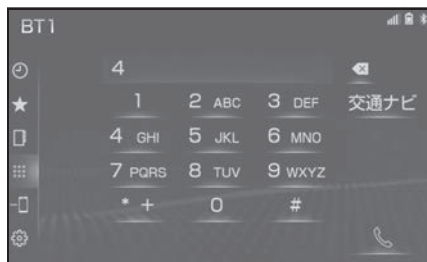 BT1
4
1 2 ABC 3 DEF 交通ナビ
4 GHI 5 JKL 6 MNO
7 PQRS 8 TUV 9 WXYZ
* + 0 #